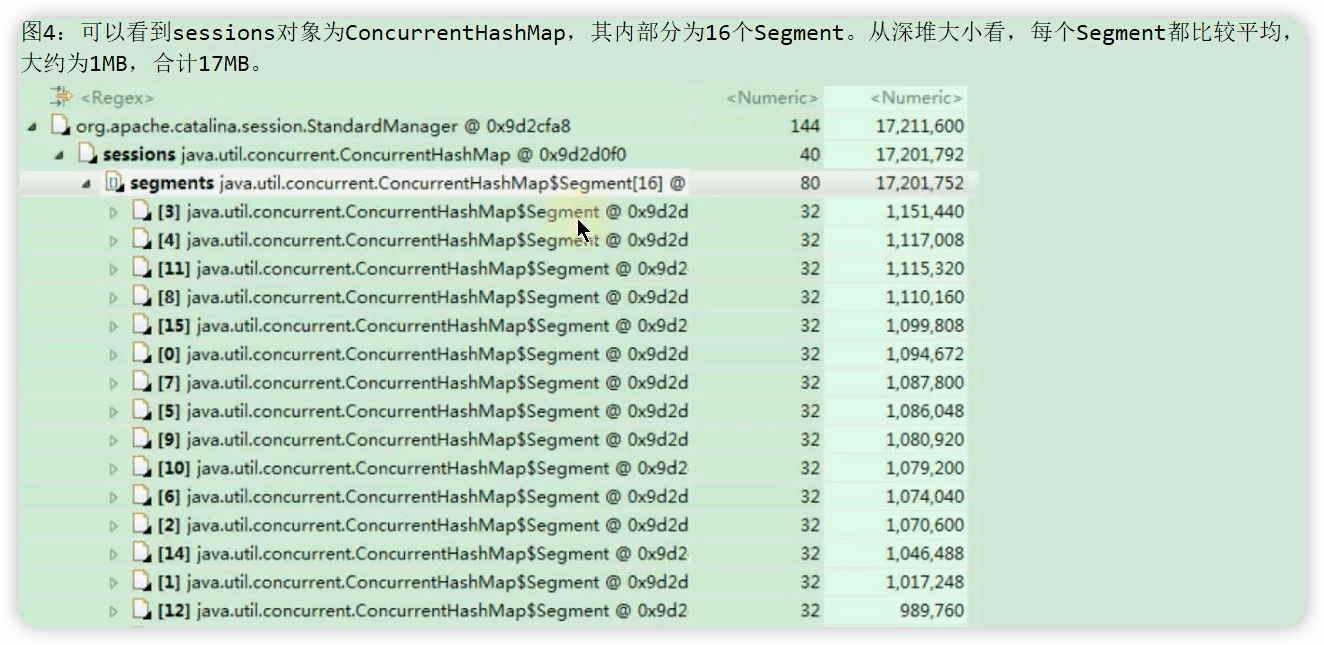 图4：可以看到sessions对象为ConcurrentHashMap，其内部分为16个Segment。从深堆大小看，每个Segment都比较平均，
大约为1MB，合计17MB。
<Regex> <Numeric> <Numeric>
org.apache.catalina.session.StandardManager @ 0x9d2cfa8 144 17,211,600
sessions java.util.concurrent.ConcurrentHashMap @ 0x9d2d0f0 40 17,201,792
segments java.util.concurrent.ConcurrentHashMap$Segment[16] @ 80 17,201,752
[3] java.util.concurrent.ConcurrentHashMap$Segment @ 0x9d2d 32 1,151,440
[4] java.util.concurrent.ConcurrentHashMap$Segment @ 0x9d2d 32 1,117,008
[11] java.util.concurrent.ConcurrentHashMap$Segment @ 0x9d2 32 1,115,320
[8] java.util.concurrent.ConcurrentHashMap$Segment @ 0x9d2d 32 1,110,160
[15] java.util.concurrent.ConcurrentHashMap$Segment @ 0x9d2 32 1,099,808
[0] java.util.concurrent.ConcurrentHashMap$Segment @ 0x9d2d 32 1,094,672
[7] java.util.concurrent.ConcurrentHashMap$Segment @ 0x9d2d 32 1,087,800
[5] java.util.concurrent.ConcurrentHashMap$Segment @ 0x9d2d 32 1,086,048
[9] java.util.concurrent.ConcurrentHashMap$Segment @ 0x9d2d 32 1,080,920
[10] java.util.concurrent.ConcurrentHashMap$Segment @ 0x9d2 32 1,079,200
[6] java.util.concurrent.ConcurrentHashMap$Segment @ 0x9d2d 32 1,074,040
[2] java.util.concurrent.ConcurrentHashMap$Segment @ 0x9d2d 32 1,070,600
[14] java.util.concurrent.ConcurrentHashMap$Segment @ 0x9d2 32 1,046,488
[1] java.util.concurrent.ConcurrentHashMap$Segment @ 0x9d2d 32 1,017,248
[12] java.util.concurrent.ConcurrentHashMap$Segment @ 0x9d2 32 989,760